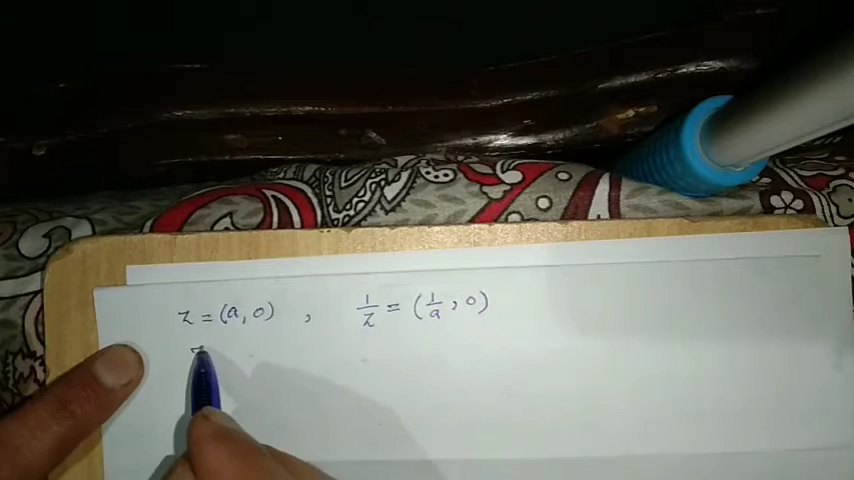 z = (a, 0) , 1/z = (1/a, 0)